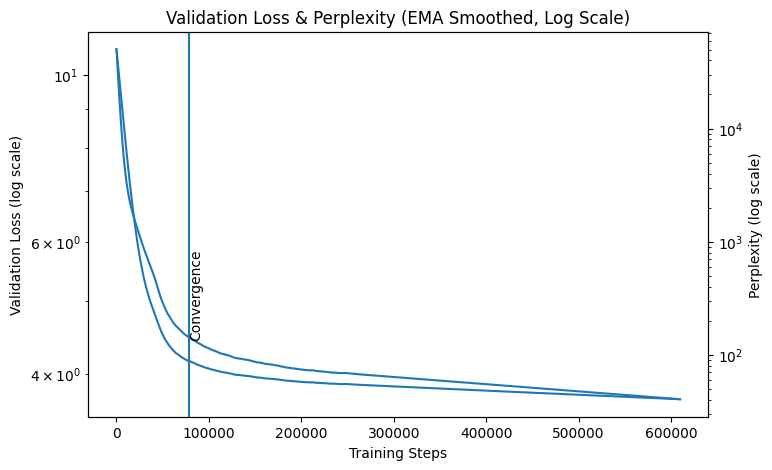 Validation Loss & Perplexity (EMA Smoothed, Log Scale)
Validation Loss (log scale)
10¹
6 × 10⁰
4 × 10⁰
Convergence
10⁴
10³
10²
Perplexity (log scale)
0 100000 200000 300000 400000 500000 600000
Training Steps